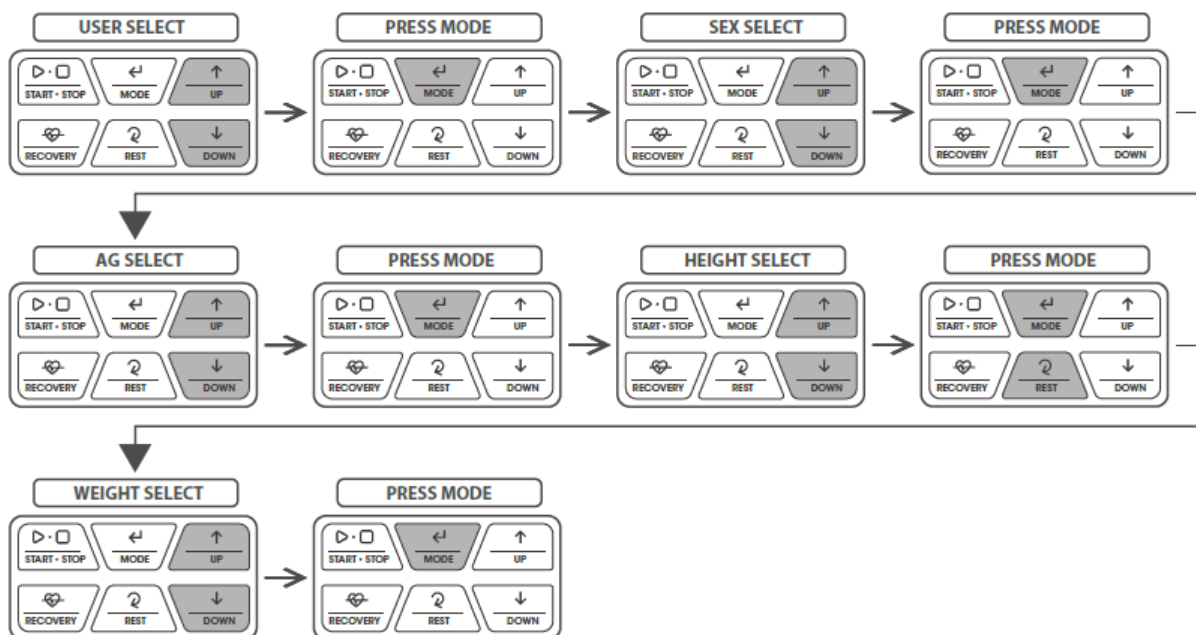 USER SELECT PRESS MODE SEX SELECT PRESS MODE
START • STOP MODE UP START • STOP MODE UP START • STOP MODE UP START • STOP MODE UP
RECOVERY REST DOWN RECOVERY REST DOWN RECOVERY REST DOWN RECOVERY REST DOWN
AG SELECT PRESS MODE HEIGHT SELECT PRESS MODE
START • STOP MODE UP START • STOP MODE UP START • STOP MODE UP START • STOP MODE UP
RECOVERY REST DOWN RECOVERY REST DOWN RECOVERY REST DOWN RECOVERY REST DOWN
WEIGHT SELECT PRESS MODE
START • STOP MODE UP START • STOP MODE UP
RECOVERY REST DOWN RECOVERY REST DOWN